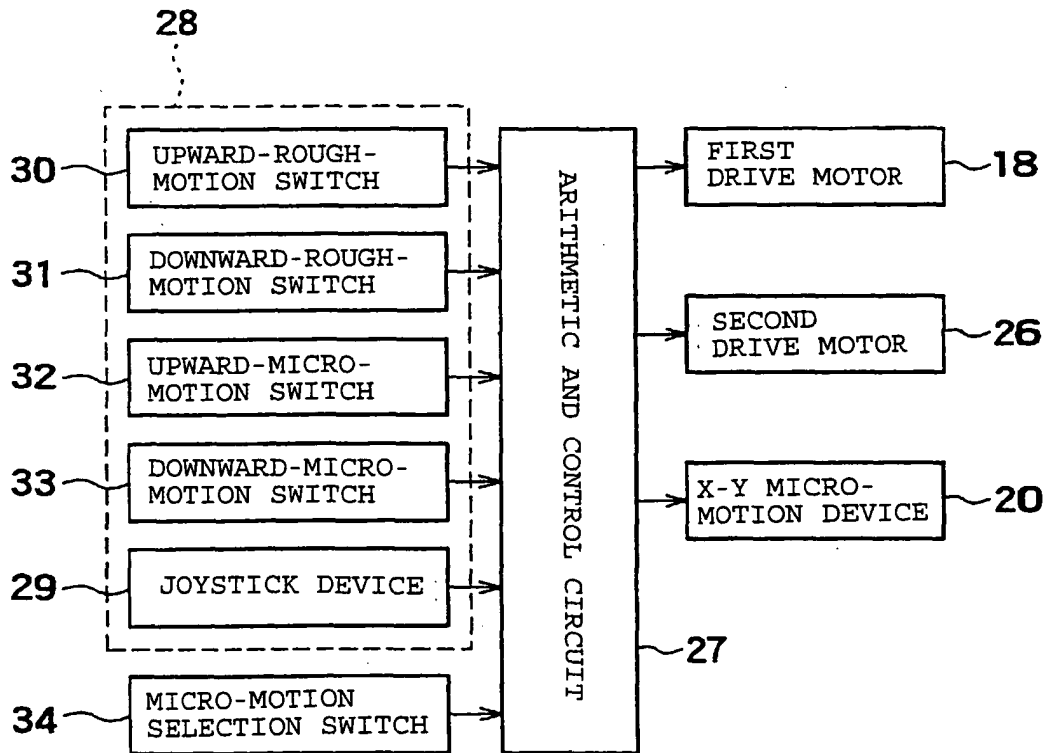 28
30
UPWARD-ROUGH-
MOTION SWITCH
31
DOWNWARD-ROUGH-
MOTION SWITCH
32
UPWARD-MICRO-
MOTION SWITCH
33
DOWNWARD-MICRO-
MOTION SWITCH
29
JOYSTICK DEVICE
34
MICRO-MOTION
SELECTION SWITCH
ARITHMETIC AND CONTROL CIRCUIT
27
FIRST
DRIVE MOTOR
18
SECOND
DRIVE MOTOR
26
X-Y MICRO-
MOTION DEVICE
20